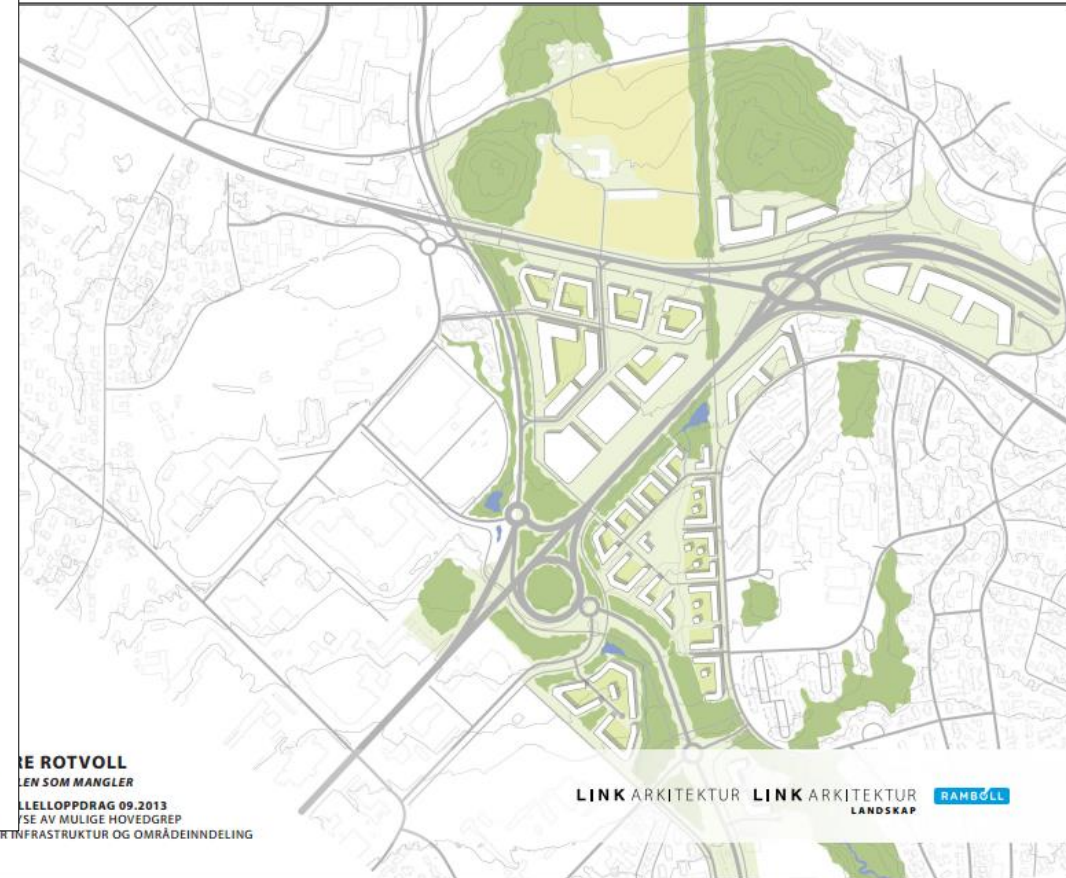 RE ROTVOLL
LEN SOM MANGLER
LLELLOPPDRAG 09.2013
YSE AV MULIGE HOVEDGREP
R INFRASTRUKTUR OG OMRÅDEINNDELING
LINK ARKITEKTUR LINK ARKITEKTUR RAMBOLL
LANDSKAP